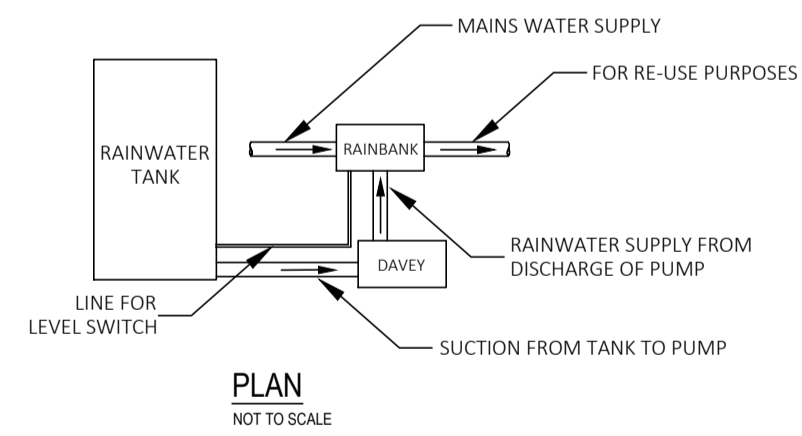 MAINS WATER SUPPLY
FOR RE-USE PURPOSES
RAINWATER
TANK
RAINBANK
RAINWATER SUPPLY FROM
DISCHARGE OF PUMP
DAVEY
LINE FOR
LEVEL SWITCH
SUCTION FROM TANK TO PUMP
PLAN
NOT TO SCALE